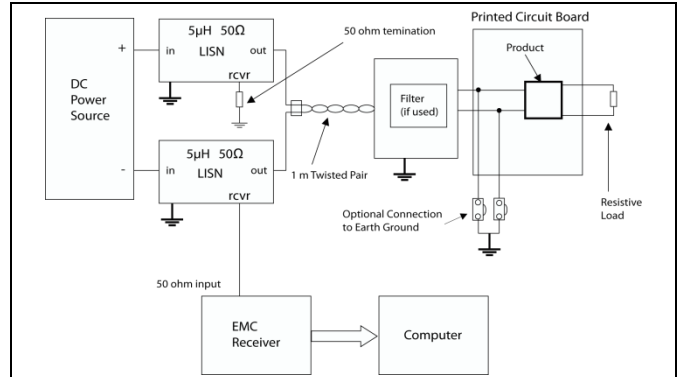 Printed Circuit Board
5µH 50Ω
in
out
LISN
rcvr
+
50 ohm temination
Product
DC
Power
Source
Filter
(if used)
-
5µH 50Ω
in
out
LISN
rcvr
1 m Twisted Pair
Optional Connection
to Earth Ground
Resistive
Load
50 ohm input
EMC
Receiver
Computer